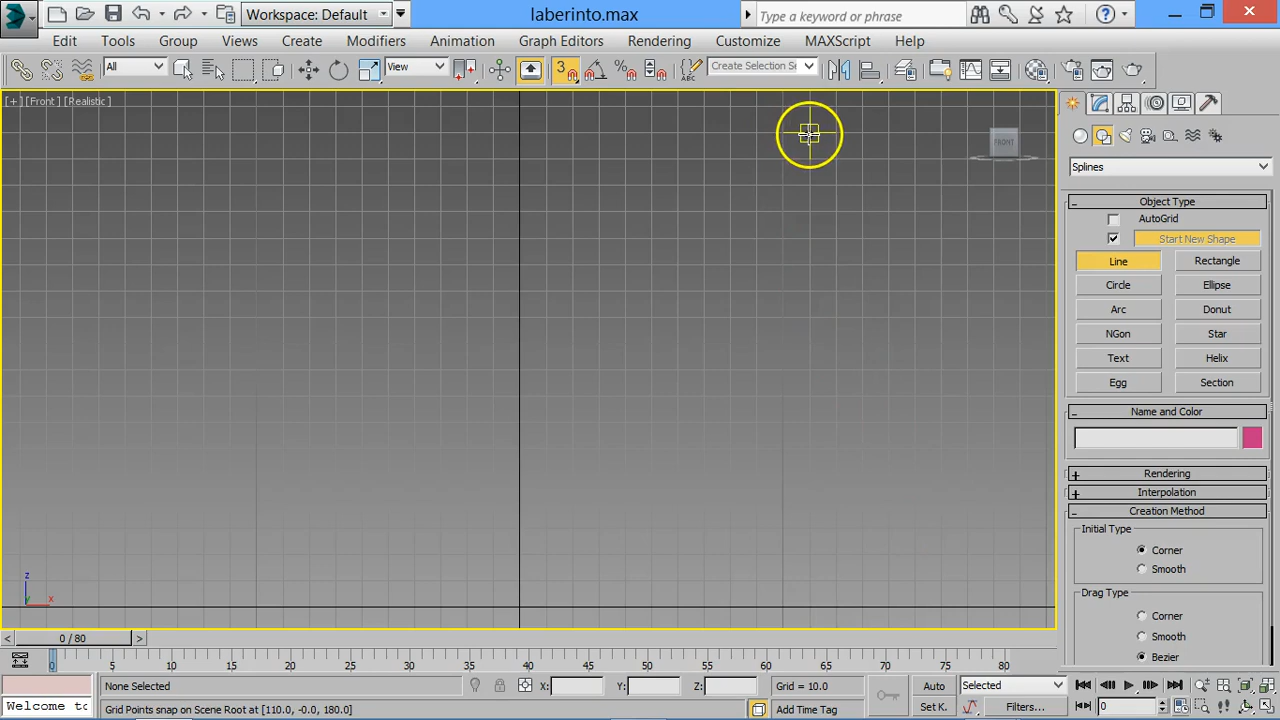 Workspace: Default
laberinto.max
Type a keyword or phrase
Edit Tools Group Views Create Modifiers Animation Graph Editors Rendering Customize MAXScript Help
All
View
3
Create Selection Se
[+] [Front] [Realistic]
FRONT
Splines
Object Type
AutoGrid
Start New Shape
Line Rectangle
Circle Ellipse
Arc Donut
NGon Star
Text Helix
Egg Section
Name and Color
Rendering
Interpolation
Creation Method
Initial Type
Corner
Smooth
Drag Type
Corner
Smooth
Bezier
z
y x
0 / 80
0 5 10 15 20 25 30 35 40 45 50 55 60 65 70 75 80
None Selected X: Y: Z: Grid = 10.0 Auto Selected
Welcome to Grid Points snap on Scene Root at [110.0, -0.0, 180.0] Add Time Tag Set K. Filters... 0